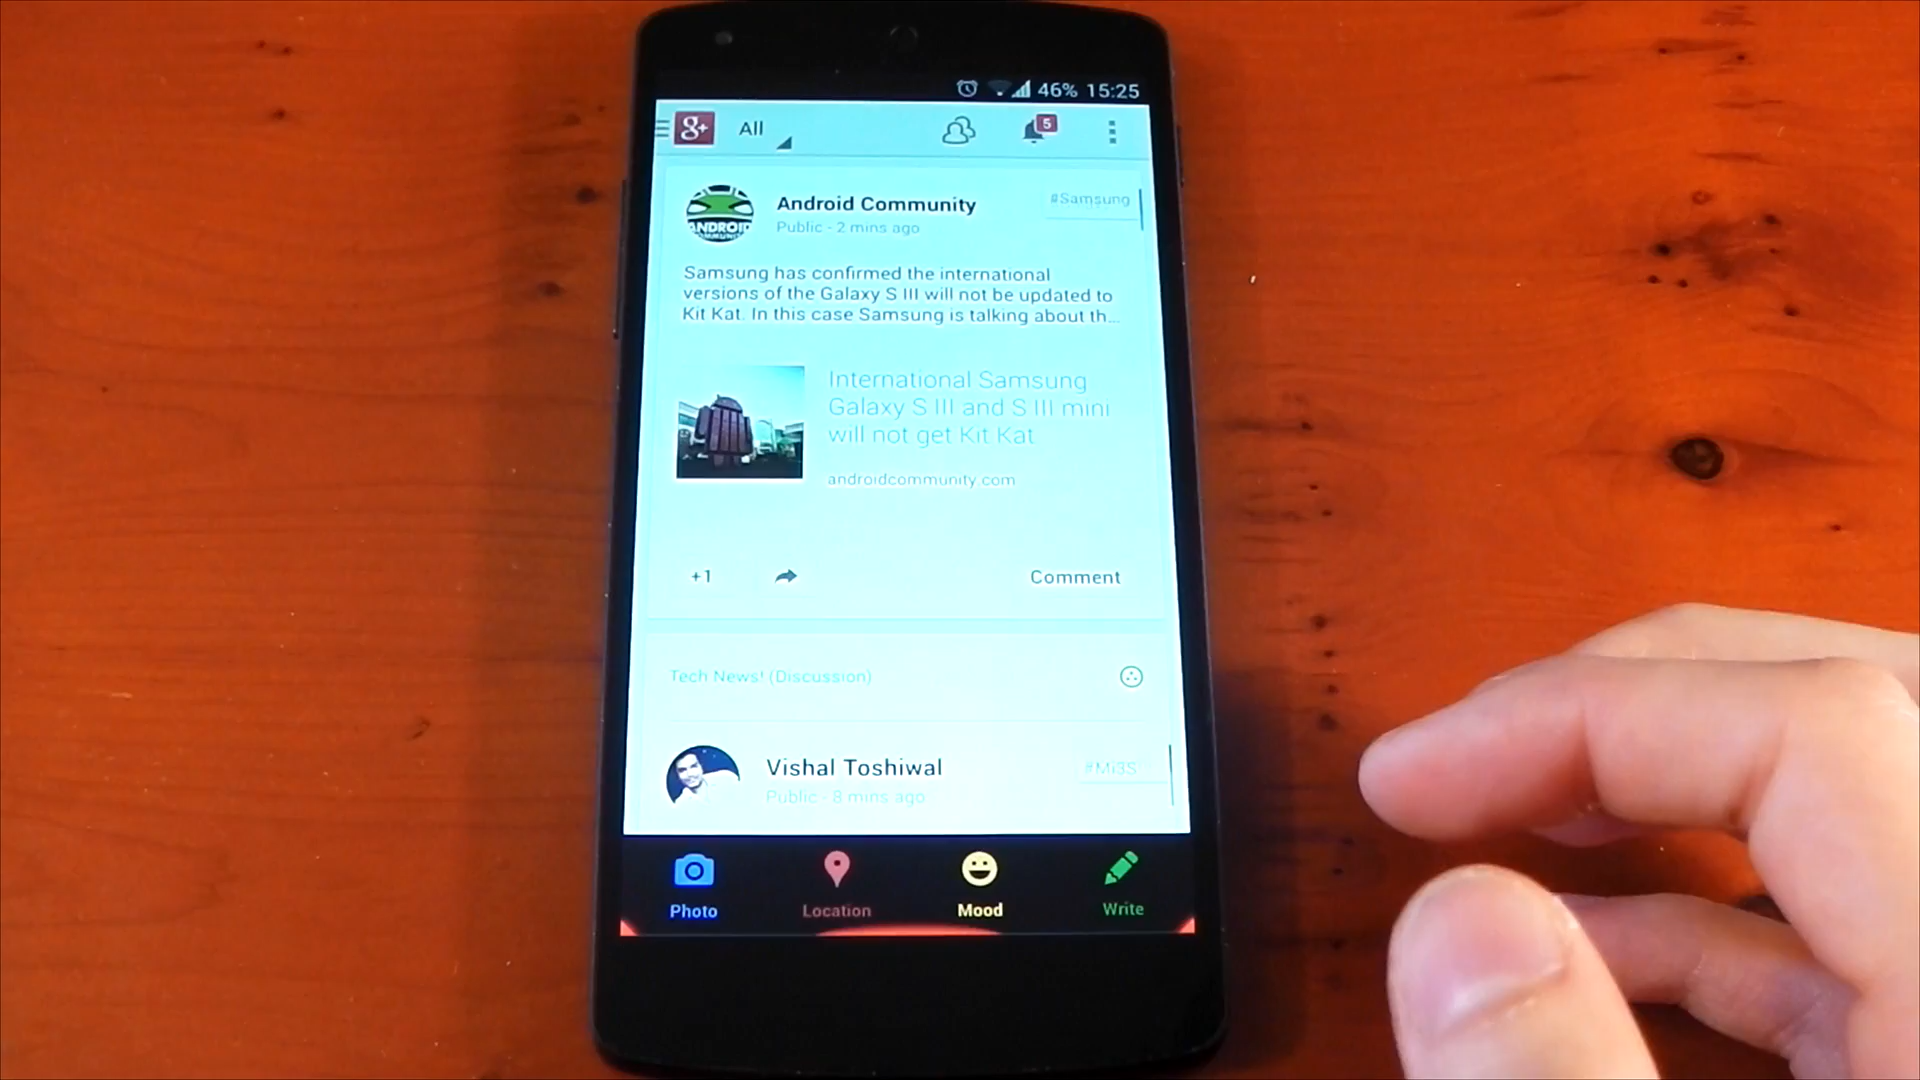 46% 15:25
g+ All 5
Android Community #Samsung
Public - 2 mins ago
ANDROID
Samsung has confirmed the international
versions of the Galaxy S III will not be updated to
Kit Kat. In this case Samsung is talking about th...
International Samsung
Galaxy S III and S III mini
will not get Kit Kat
androidcommunity.com
+1 Comment
Tech News! (Discussion)
Vishal Toshiwal #Mi3S
Public - 8 mins ago
Photo Location Mood Write